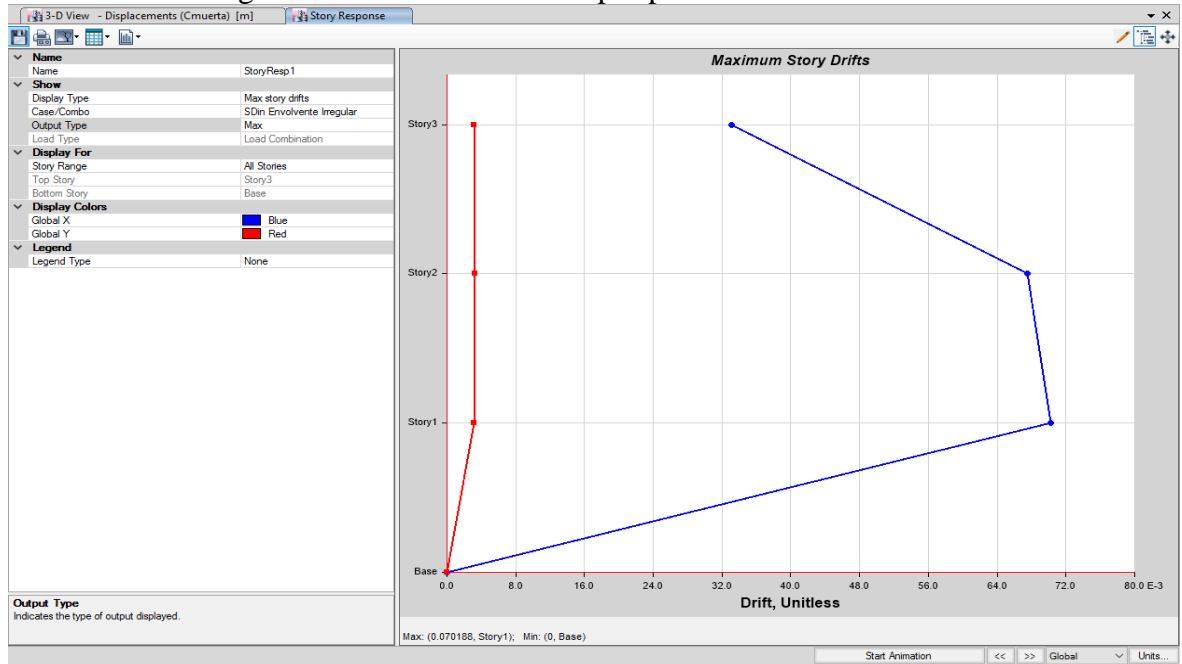 3-D View - Displacements (Cmuerta) [m] Story Response
Name
Name StoryResp1
Show
Display Type Max story drifts
Case/Combo SDin Envolvente Irregular
Output Type Max
Load Type Load Combination
Display For
Story Range All Stories
Top Story Story3
Bottom Story Base
Display Colors
Global X Blue
Global Y Red
Legend
Legend Type None
Output Type
Indicates the type of output displayed.
Maximum Story Drifts
Story3
Story2
Story1
Base
0.0 8.0 16.0 24.0 32.0 40.0 48.0 56.0 64.0 72.0 80.0 E-3
Drift, Unitless
Max: (0.070188, Story1); Min: (0, Base)
Start Animation << >> Global Units...